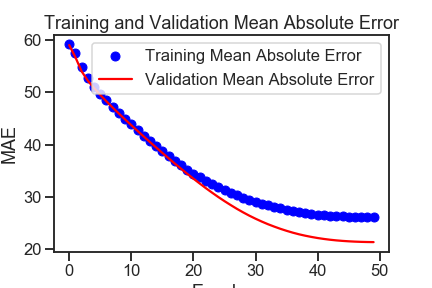 Training and Validation Mean Absolute Error
Training Mean Absolute Error
Validation Mean Absolute Error
MAE
60
50
40
30
20
0 10 20 30 40 50